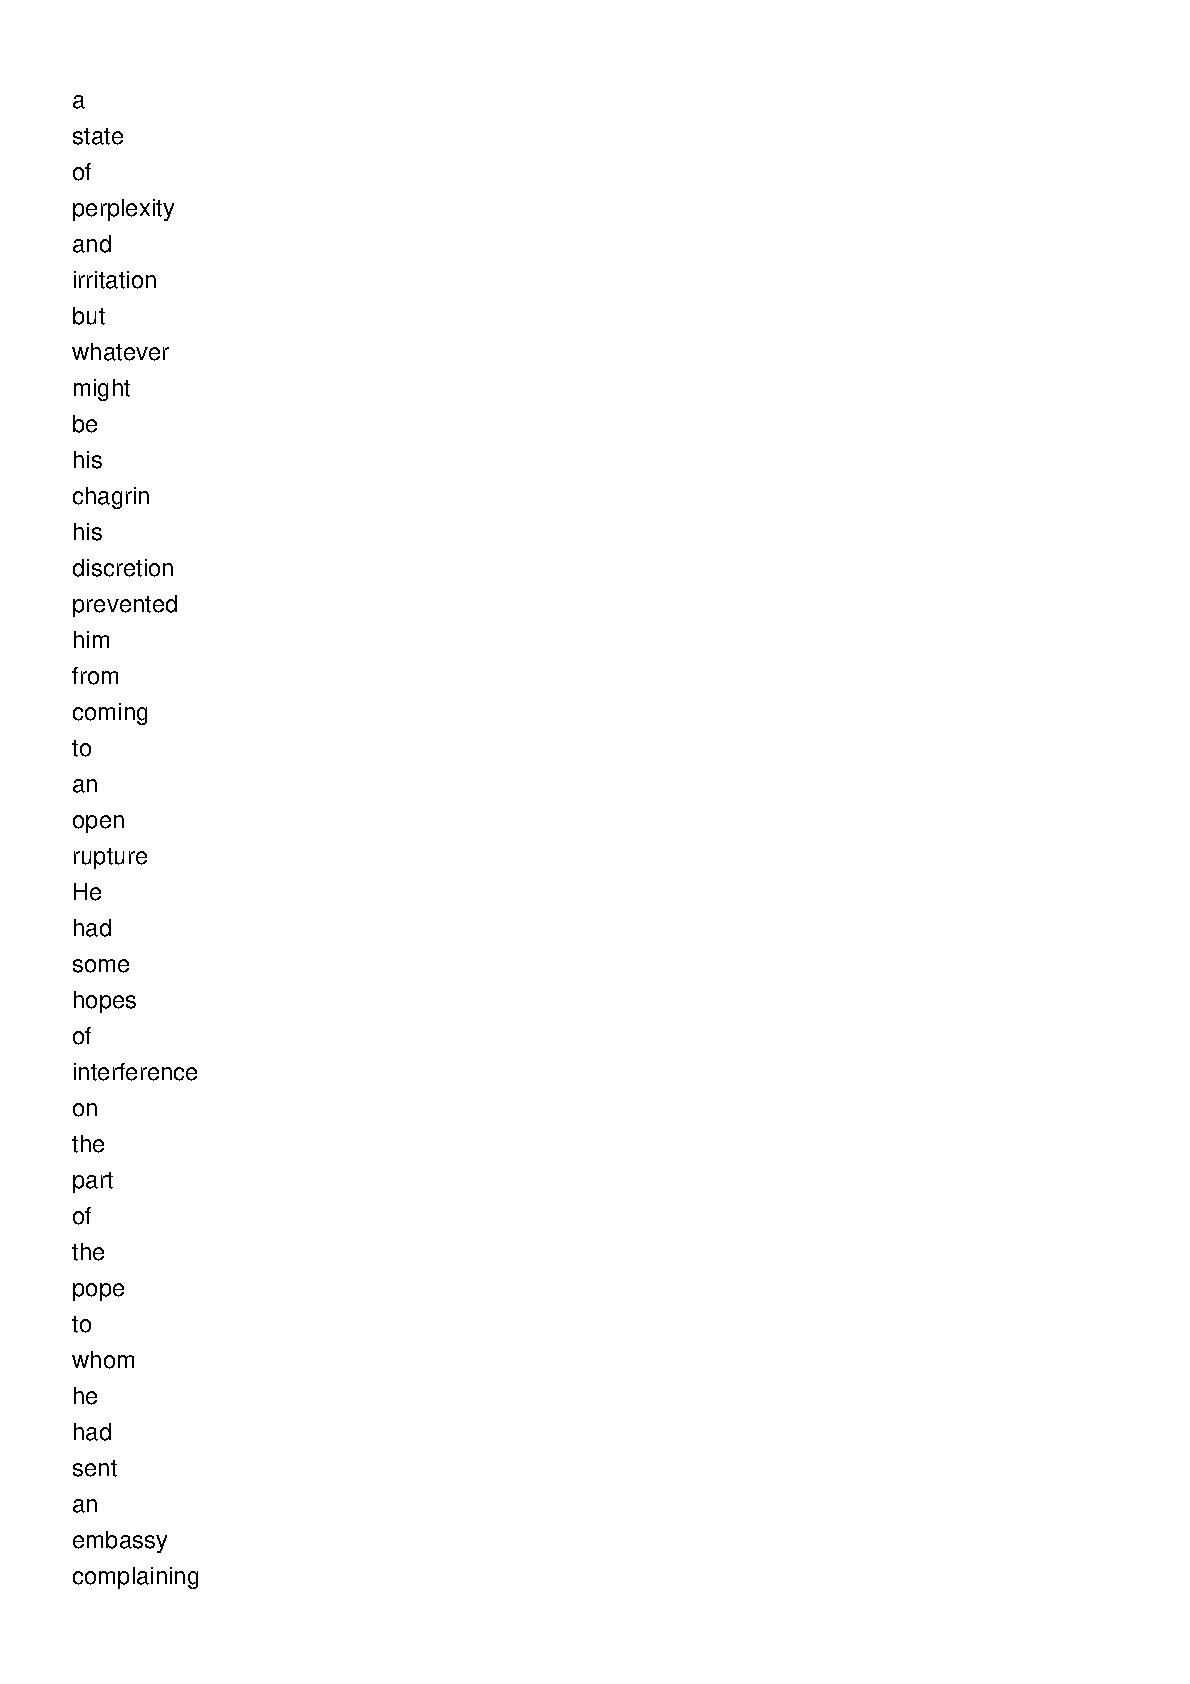 a
state
of
perplexity
and
irritation
but
whatever
might
be
his
chagrin
his
discretion
prevented
him
from
coming
to
an
open
rupture
He
had
some
hopes
of
interference
on
the
part
of
the
pope
to
whom
he
had
sent
an
embassy
complaining